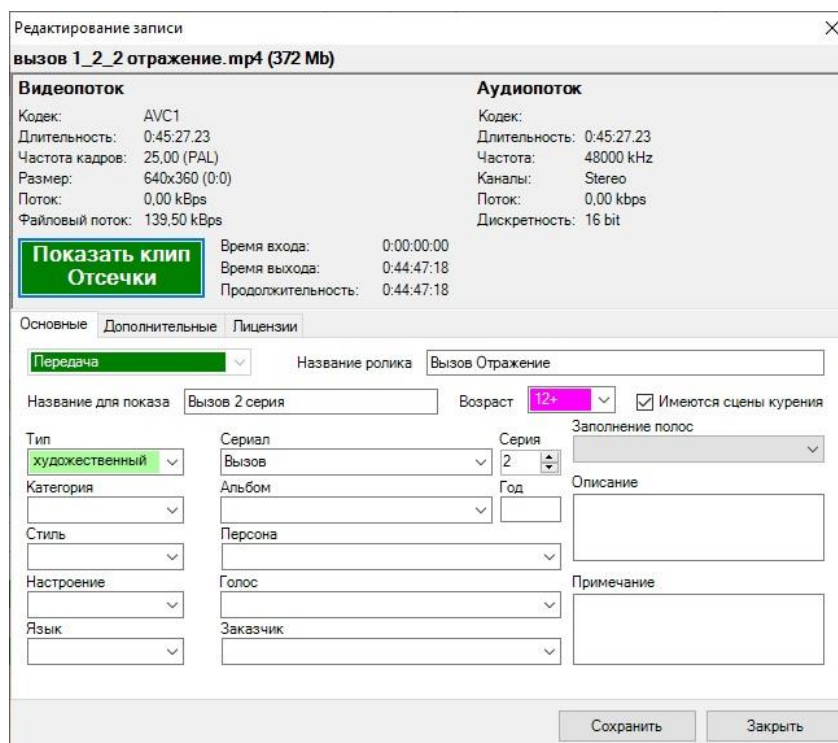 Редактирование записи
вызов 1_2_2 отражение.mp4 (372 Mb)
Видеопоток
Кодек: AVC1
Длительность: 0:45:27.23
Частота кадров: 25,00 (PAL)
Размер: 640x360 (0:0)
Поток: 0,00 kBps
Файловый поток: 139,50 kBps
Аудиопоток
Кодек:
Длительность: 0:45:27.23
Частота: 48000 kHz
Каналы: Stereo
Поток: 0,00 kbps
Дискретность: 16 bit
Показать клип
Отсечки
Время входа: 0:00:00:00
Время выхода: 0:44:47:18
Продолжительность: 0:44:47:18
Основные Дополнительные Лицензии
Передача Название ролика Вызов Отражение
Название для показа Вызов 2 серия Возраст 12+ Имеются сцены курения
Тип Сериал Серия Заполнение полос
художественный Вызов 2
Категория Альбом Год Описание
Стиль Персона
Настроение Голос Примечание
Язык Заказчик
Сохранить Закрыть